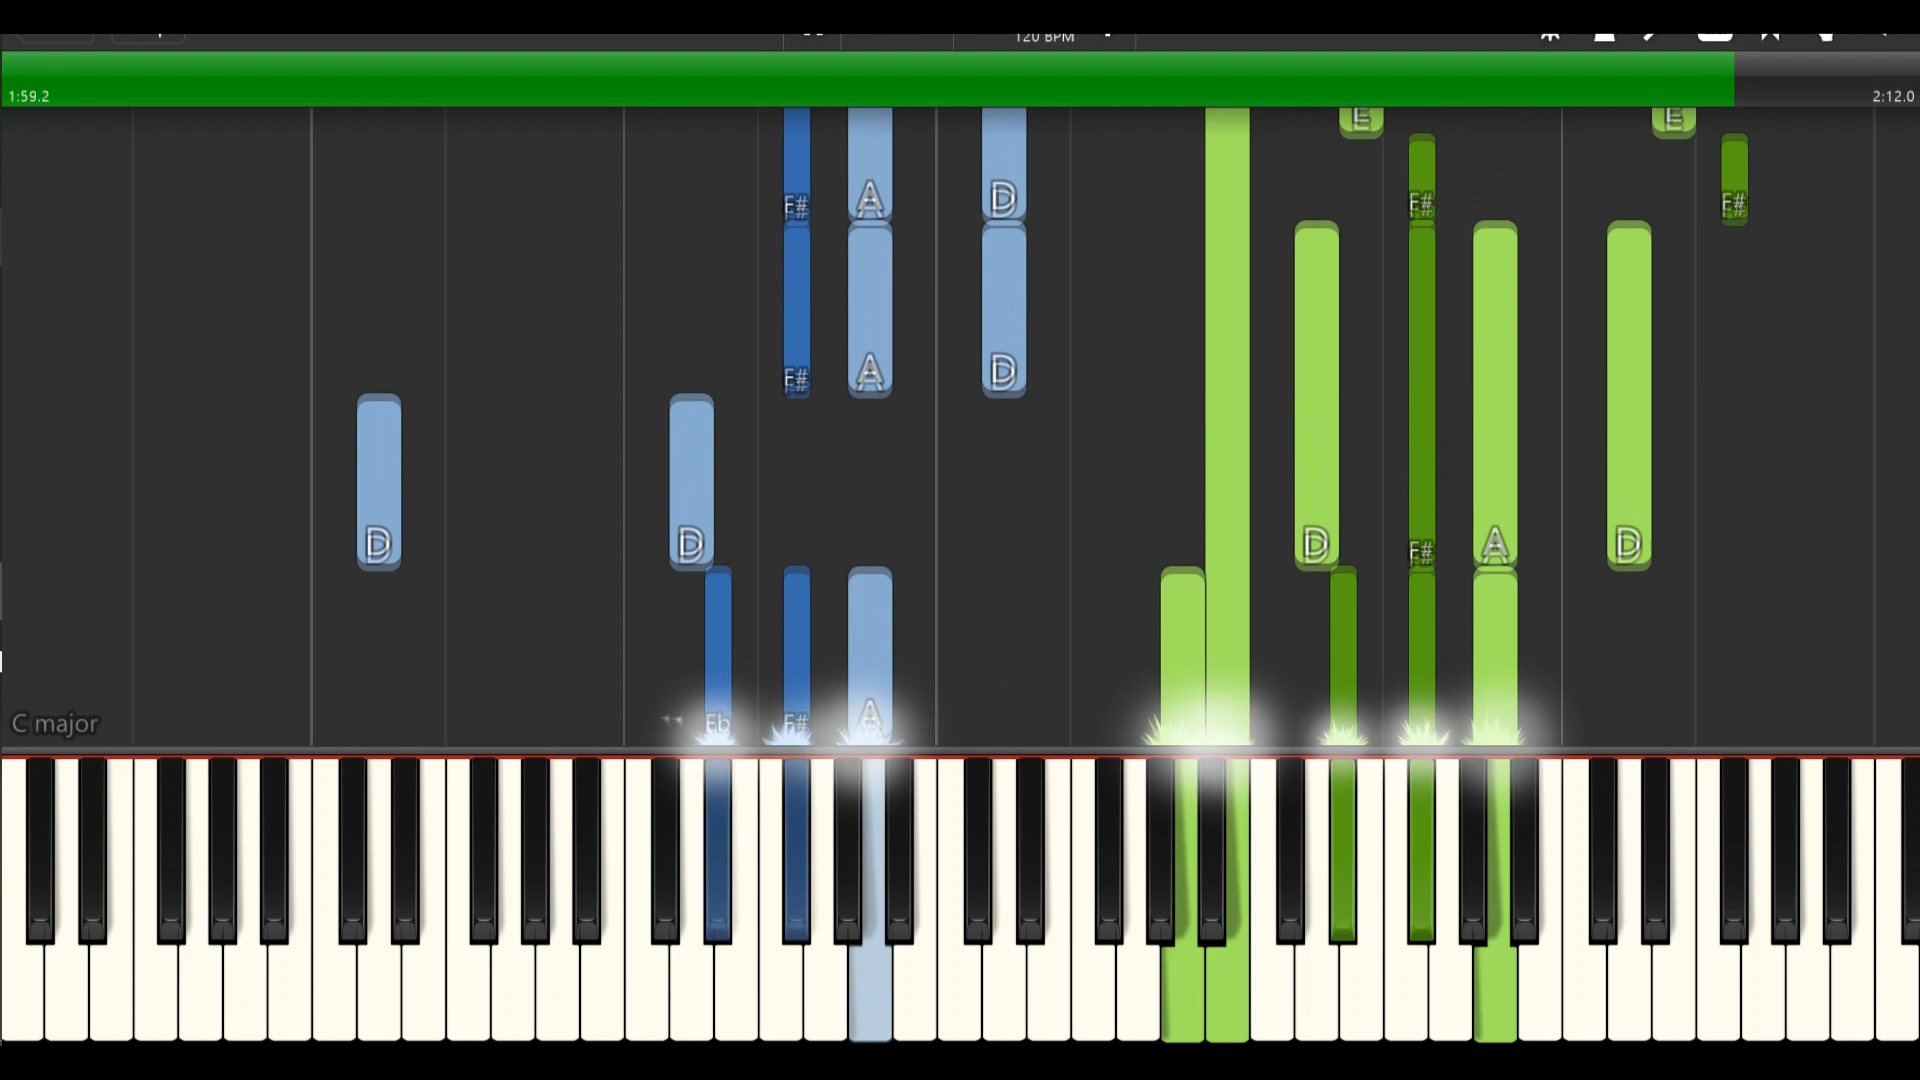 120 BPM
1:59.2 2:12.0
E E
F# A D F# F#
F# A D
D D D F# A D
C major Eb F# A